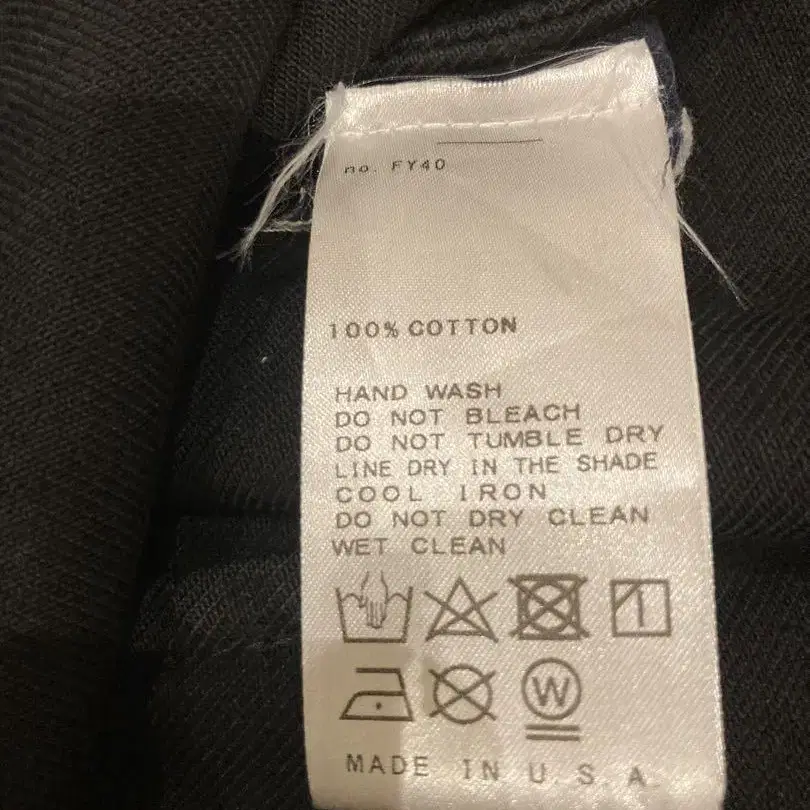 no. FY40
100% COTTON
HAND WASH
DO NOT BLEACH
DO NOT TUMBLE DRY
LINE DRY IN THE SHADE
COOL IRON
DO NOT DRY CLEAN
WET CLEAN
W
MADE IN U.S.A.